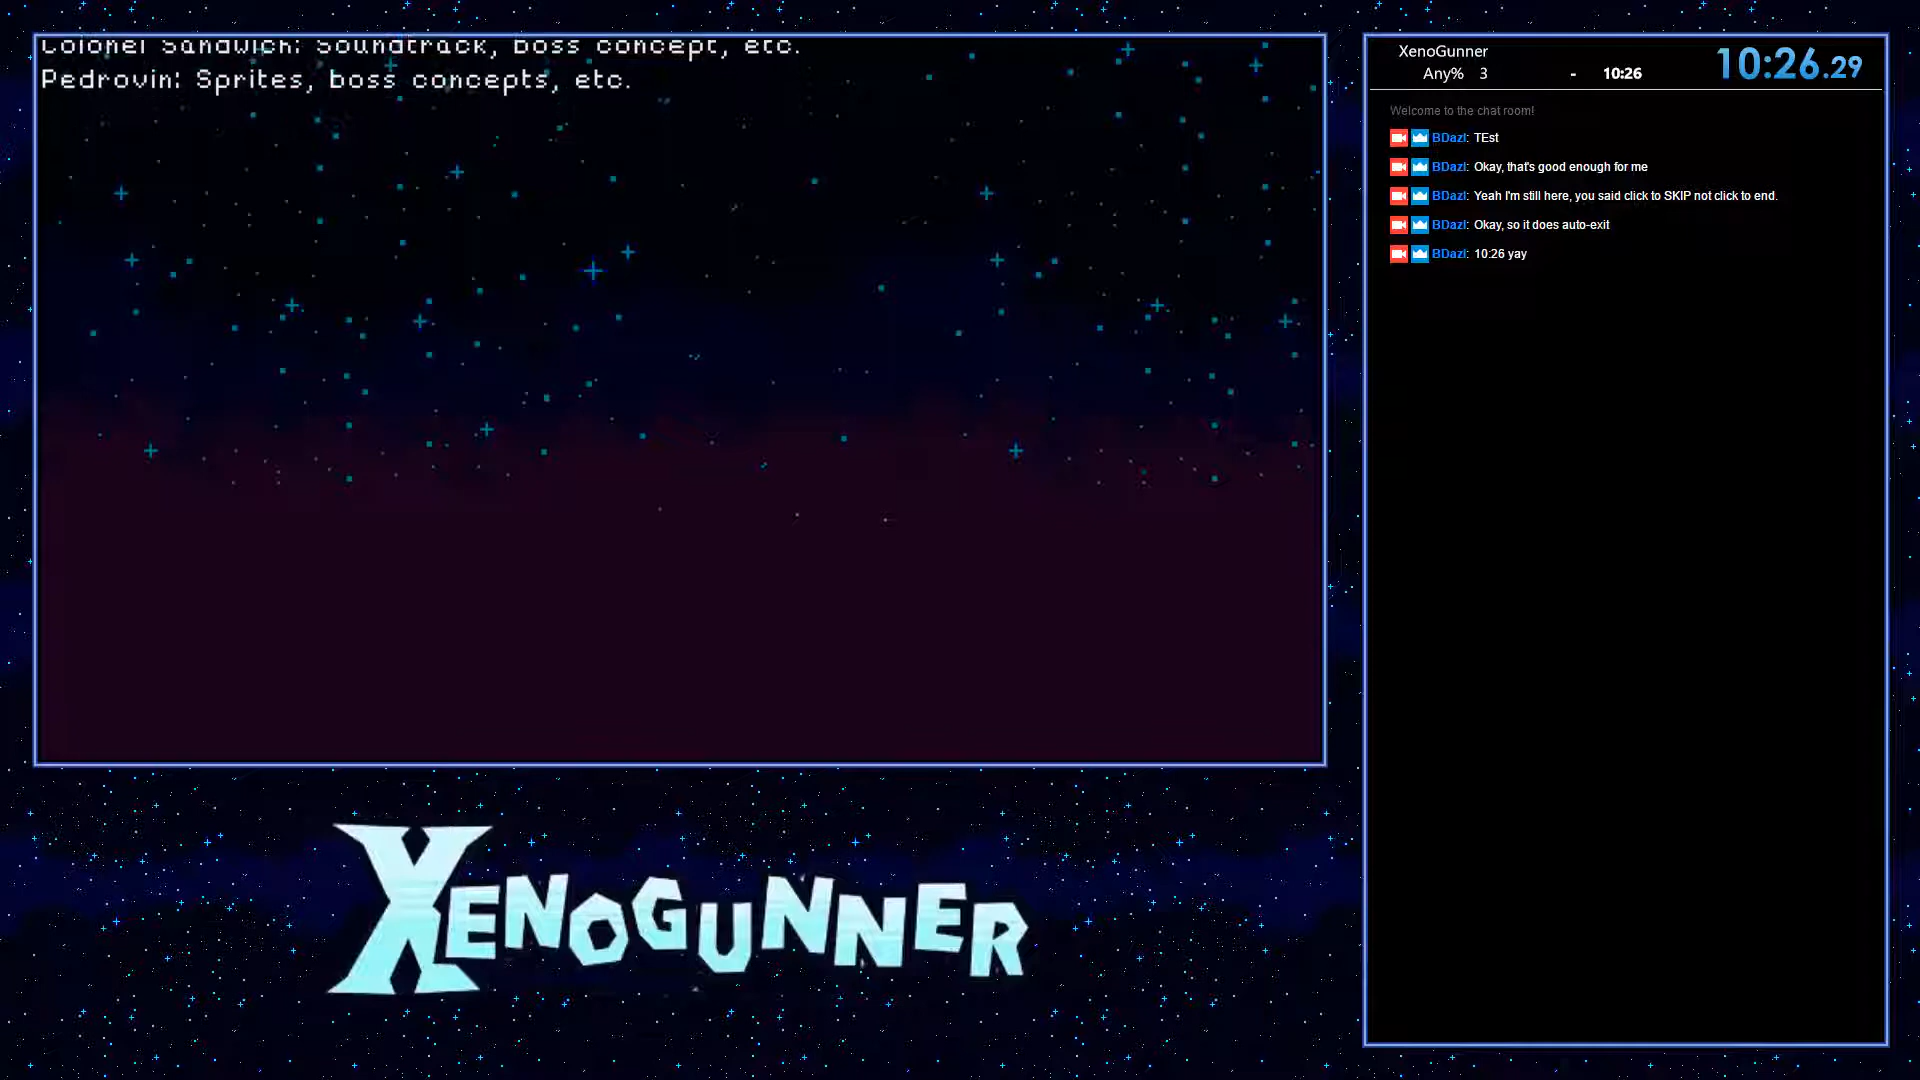 Colonel Sandwich: Soundtrack, boss concept, etc.
Pedrovin: Sprites, boss concepts, etc.
XenoGunner
Any% 3 - 10:26
10:26.29
Welcome to the chat room!
BDazl: TEst
BDazl: Okay, that's good enough for me
BDazl: Yeah I'm still here, you said click to SKIP not click to end.
BDazl: Okay, so it does auto-exit
BDazl: 10:26 yay
XENOGUNNER